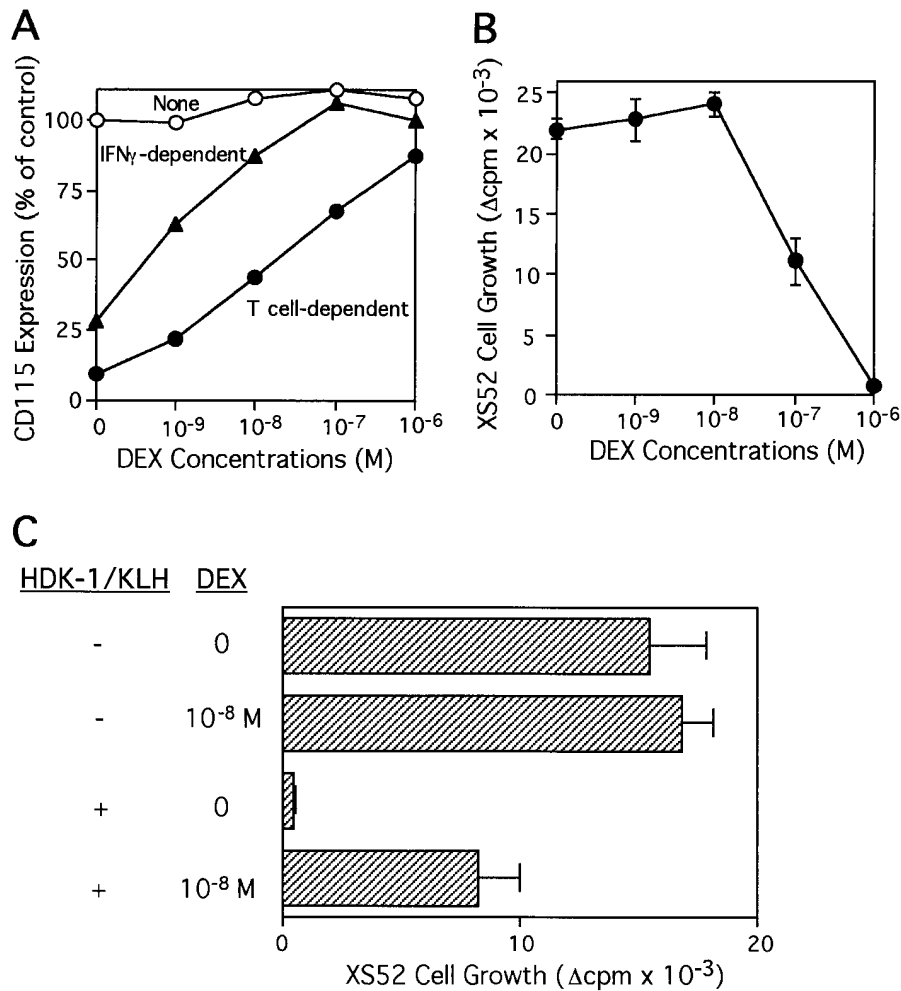 A
CD115 Expression (% of control)
100
75
50
25
0
None
IFNγ-dependent
T cell-dependent
0 10⁻⁹ 10⁻⁸ 10⁻⁷ 10⁻⁶
DEX Concentrations (M)
B
XS52 Cell Growth (Δcpm x 10⁻³)
25
20
15
10
5
0
0 10⁻⁹ 10⁻⁸ 10⁻⁷ 10⁻⁶
DEX Concentrations (M)
C
HDK-1/KLH DEX
- 0
- 10⁻⁸ M
+ 0
+ 10⁻⁸ M
0 10 20
XS52 Cell Growth (Δcpm x 10⁻³)